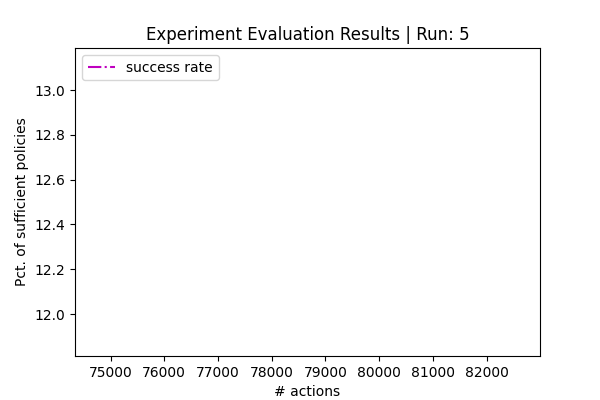 Experiment Evaluation Results | Run: 5
success rate
Pct. of sufficient policies
13.0
12.8
12.6
12.4
12.2
12.0
75000 76000 77000 78000 79000 80000 81000 82000
# actions